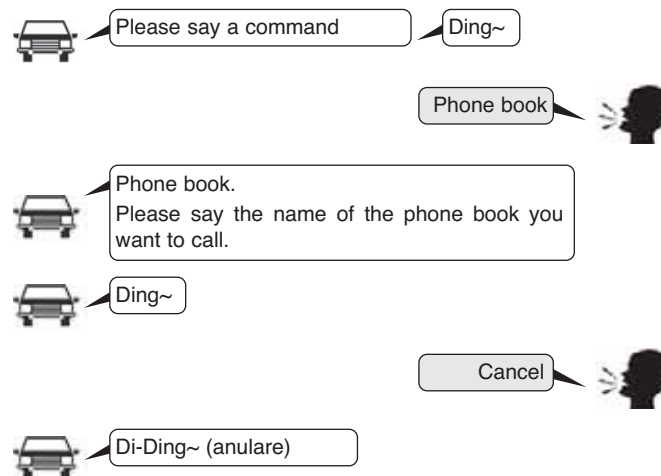 Please say a command
Ding~
Phone book
Phone book.
Please say the name of the phone book you
want to call.
Ding~
Cancel
Di-Ding~ (anulare)